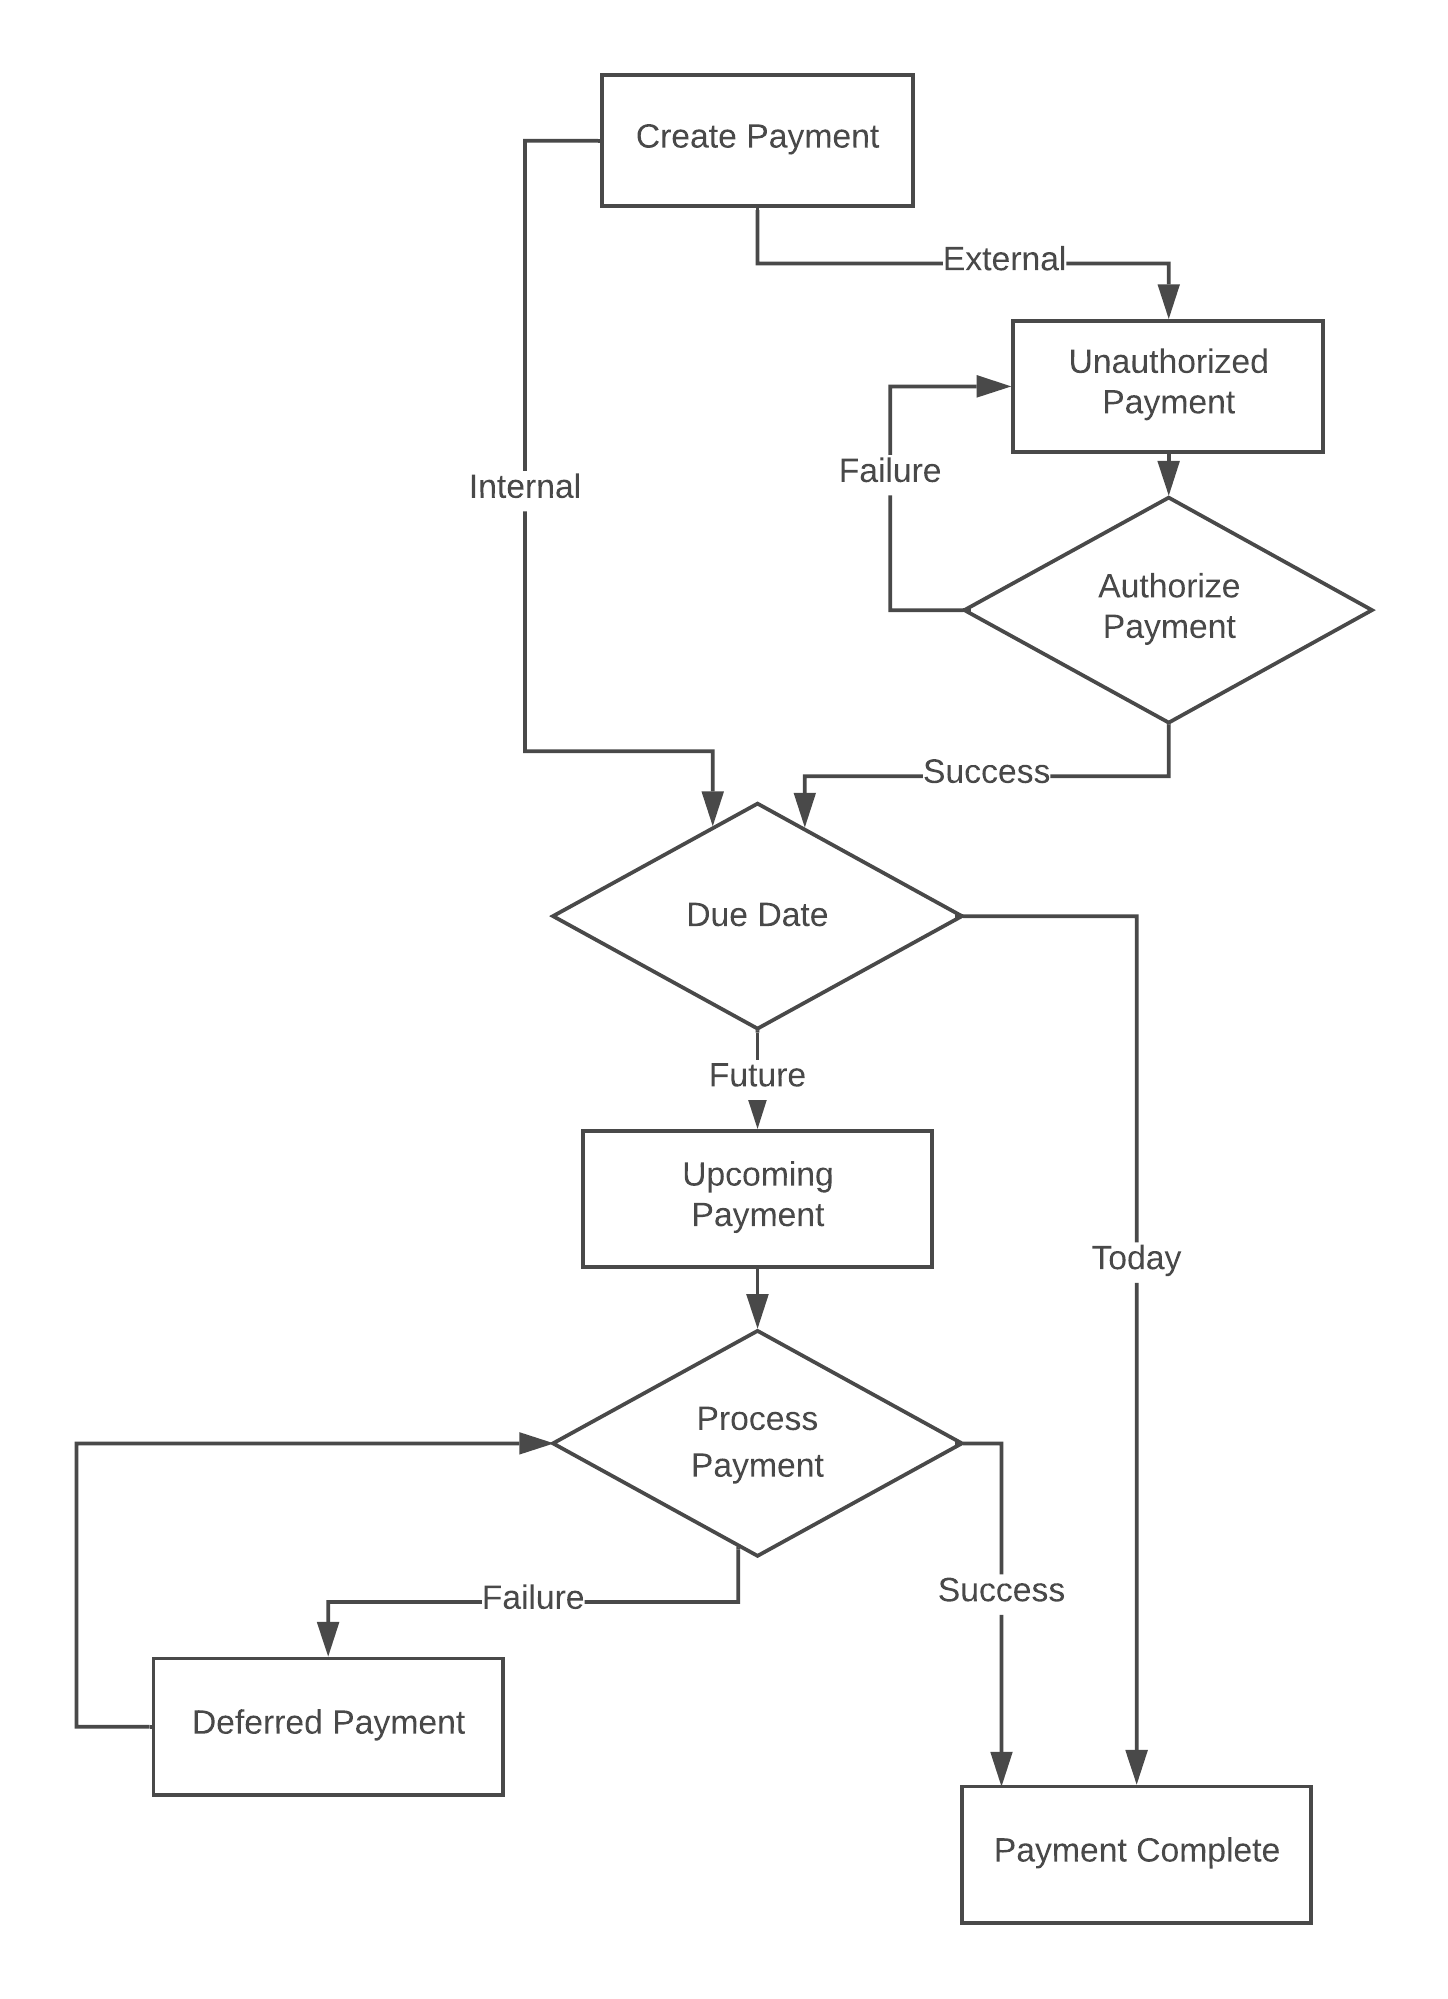 Create Payment
External
Unauthorized
Payment
Failure
Internal
Authorize
Payment
Success
Due Date
Future
Upcoming
Payment
Today
Process
Payment
Failure
Success
Deferred Payment
Payment Complete